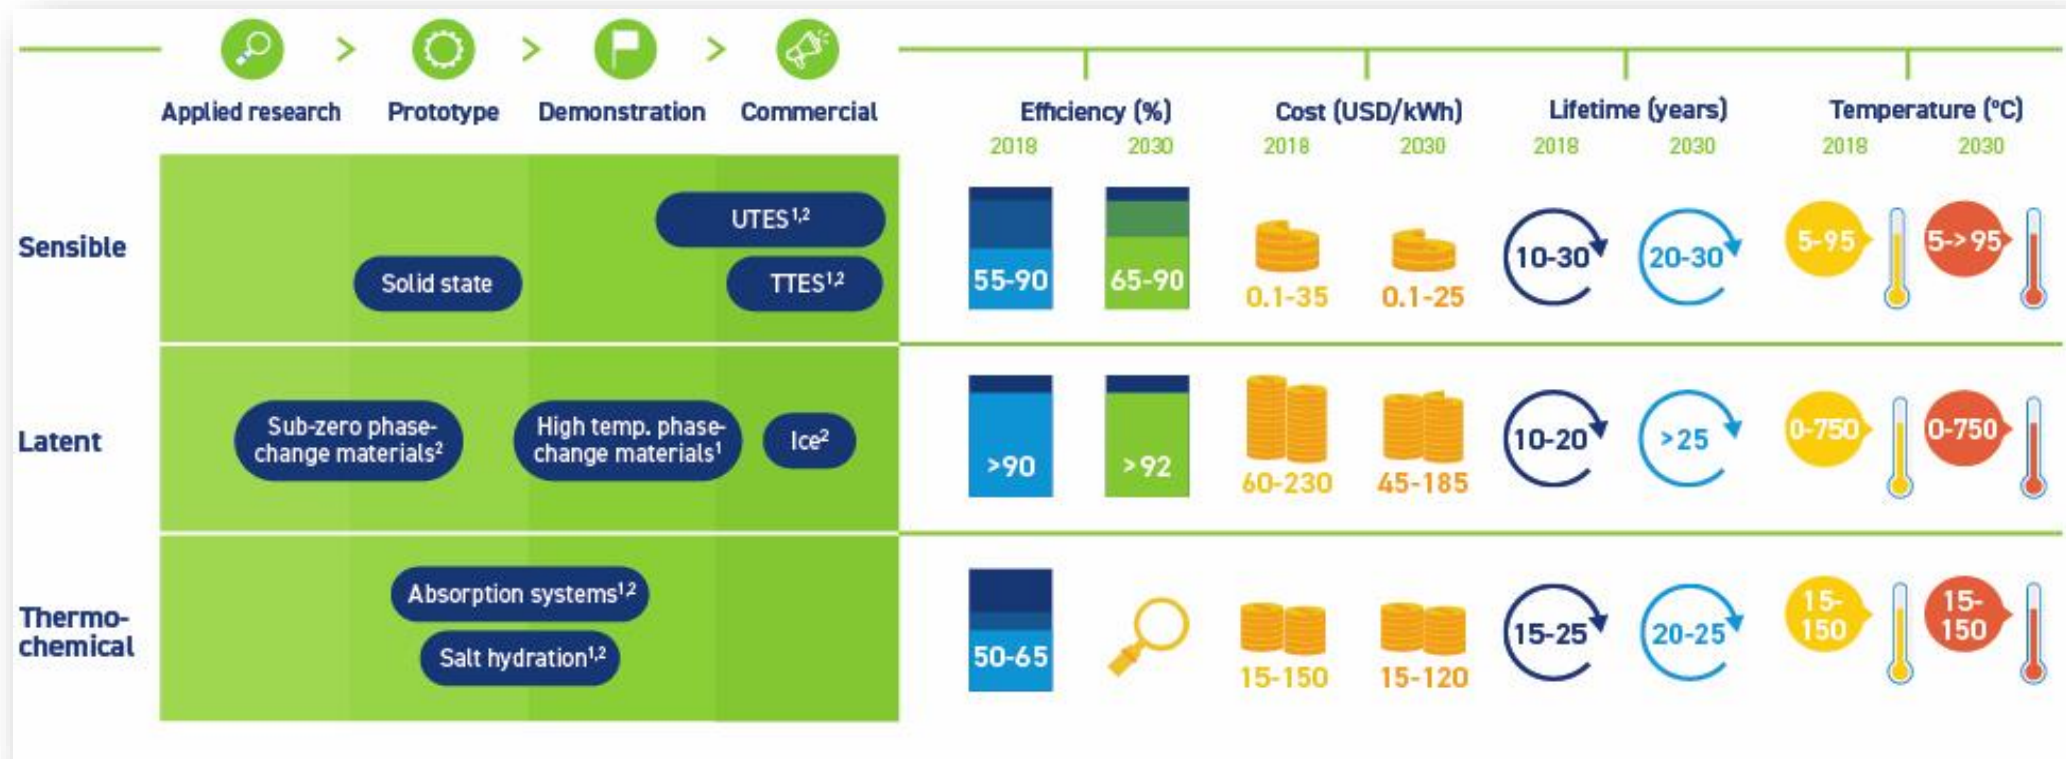 Applied research > Prototype > Demonstration > Commercial
Efficiency (%) Cost (USD/kWh) Lifetime (years) Temperature (ºC)
2018 2030 2018 2030 2018 2030 2018 2030
Sensible
UTES¹,²
Solid state
TTES¹,²
55-90 65-90 0.1-35 0.1-25 10-30 20-30 5-95 5->95
Latent
Sub-zero phase-
change materials²
High temp. phase-
change materials¹
Ice²
>90 >92 60-230 45-185 10-20 >25 0-750 0-750
Thermo-
chemical
Absorption systems¹,²
Salt hydration¹,²
50-65 15-150 15-120 15-25 20-25
15-
150
15-
150